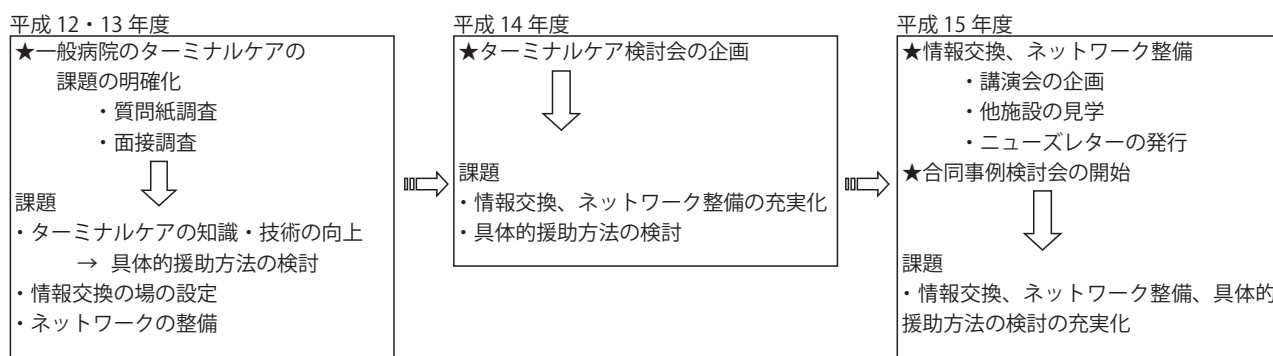 平成 12・13 年度
★一般病院のターミナルケアの
課題の明確化
・質問紙調査
・面接調査
課題
・ターミナルケアの知識・技術の向上
→ 具体的援助方法の検討
・情報交換の場の設定
・ネットワークの整備
平成 14 年度
★ターミナルケア検討会の企画
課題
・情報交換、ネットワーク整備の充実化
・具体的援助方法の検討
平成 15 年度
★情報交換、ネットワーク整備
・講演会の企画
・他施設の見学
・ニューズレターの発行
★合同事例検討会の開始
課題
・情報交換、ネットワーク整備、具体的
援助方法の検討の充実化